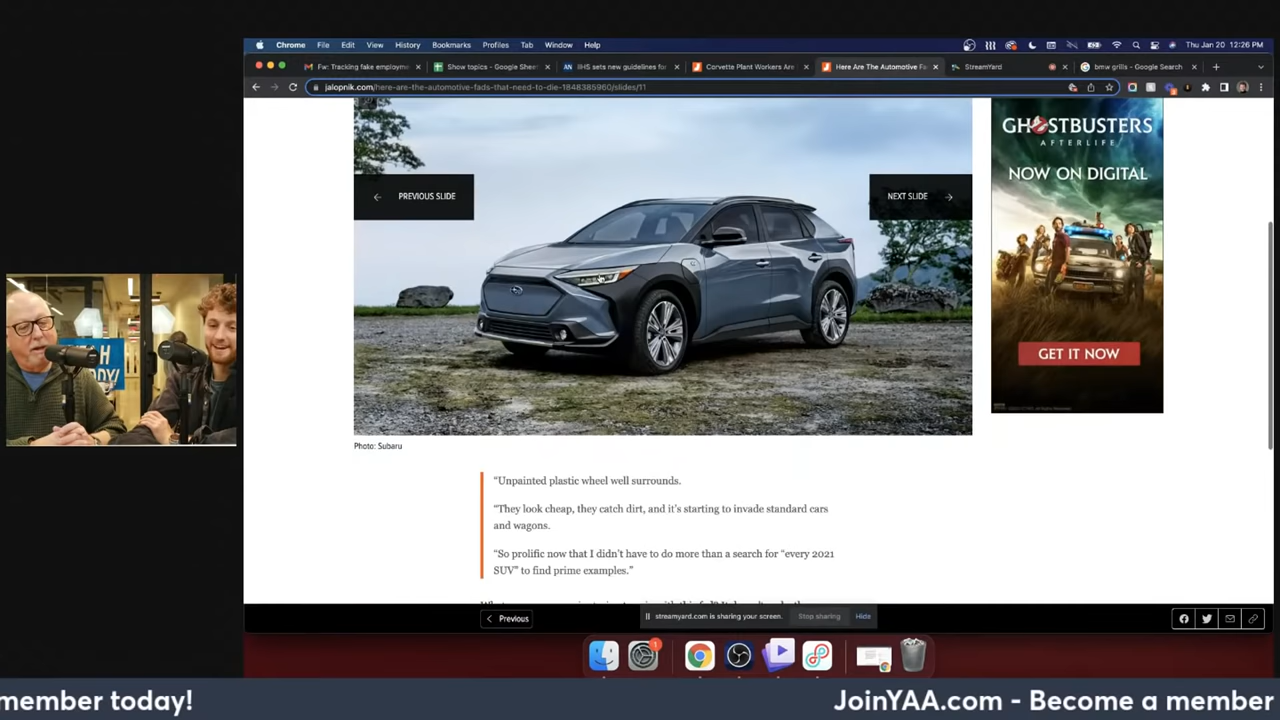 Chrome File Edit View History Bookmarks Profiles Tab Window Help Thu Jan 20 12:26 PM
Fw: Tracking fake employm Show topics - Google Shee IIHS sets new guidelines for Corvette Plant Workers Are Here Are The Automotive Fa StreamYard bmw grills - Google Search
jalopnik.com/here-are-the-automotive-fads-that-need-to-die-1848385960/slides/11
PREVIOUS SLIDE
NEXT SLIDE
GHOSTBUSTERS
AFTERLIFE
NOW ON DIGITAL
GET IT NOW
Photo: Subaru
"Unpainted plastic wheel well surrounds.
"They look cheap, they catch dirt, and it's starting to invade standard cars
and wagons.
"So prolific now that I didn't have to do more than a search for "every 2021
SUV" to find prime examples."
Previous
streamyard.com is sharing your screen. Stop sharing Hide
1
member today!
JoinYAA.com - Become a member